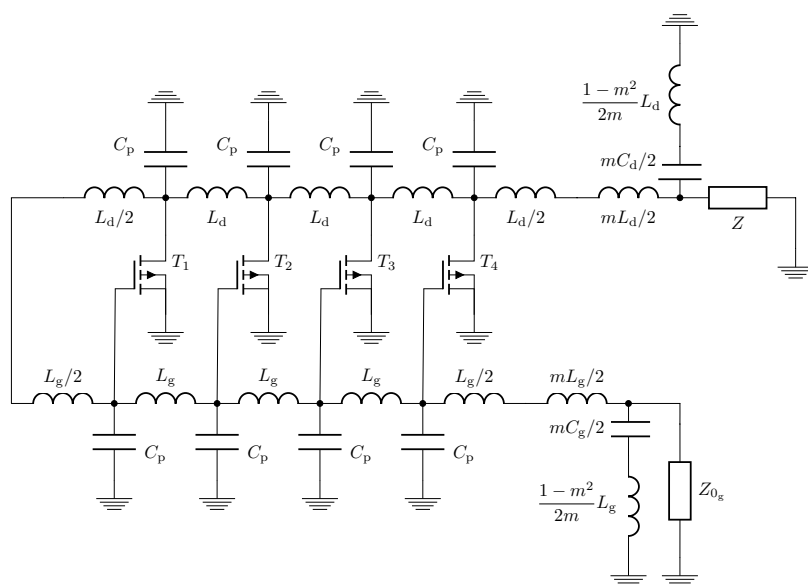 1 − m²
2m
L_d
C_p
C_p
C_p
C_p
mC_d/2
L_d/2
L_d
L_d
L_d
L_d/2
mL_d/2
Z
T_1
T_2
T_3
T_4
L_g/2
L_g
L_g
L_g
L_g/2
mL_g/2
mC_g/2
C_p
C_p
C_p
C_p
1 − m²
2m
L_g
Z_{0_g}